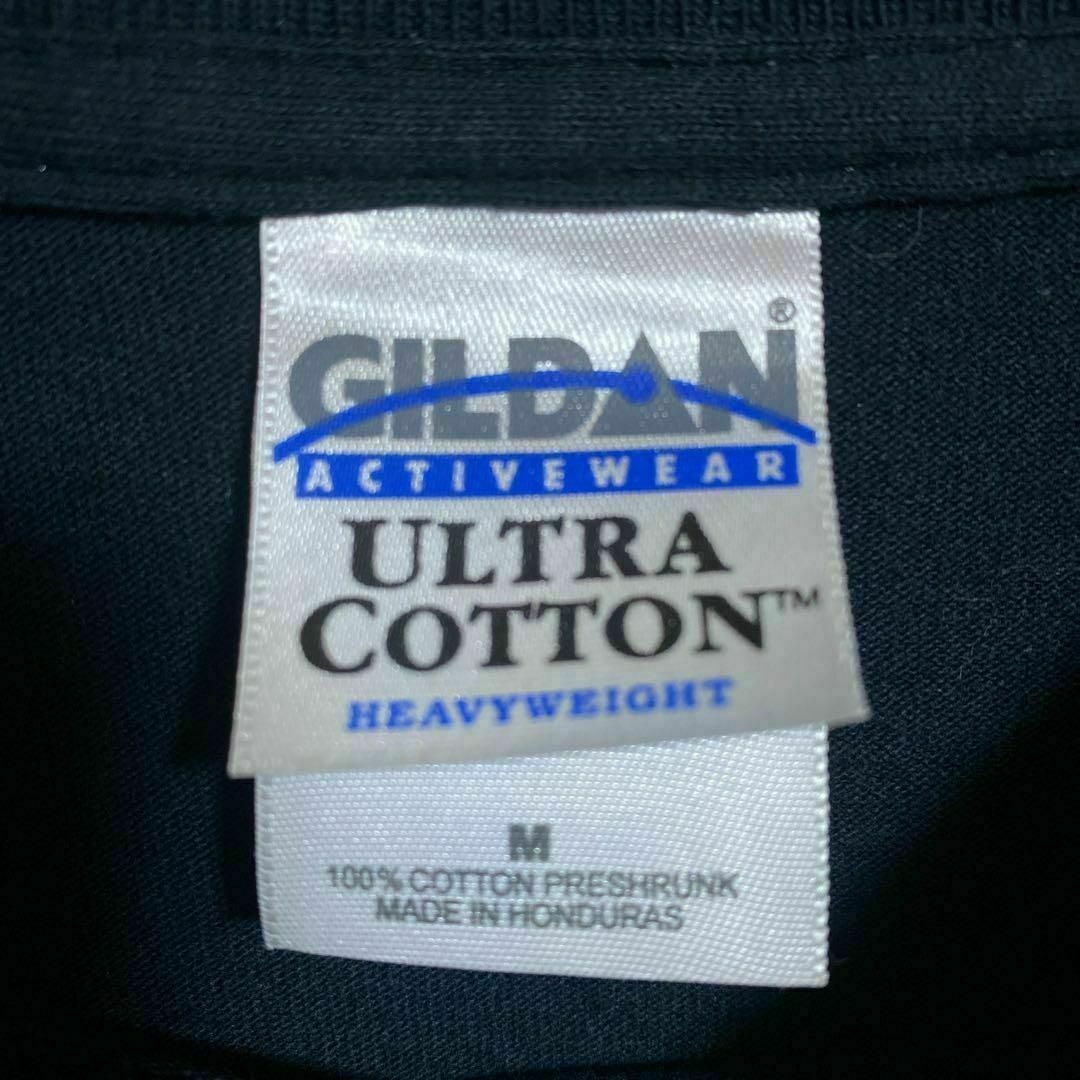 GILDAN®
ACTIVEWEAR
ULTRA
COTTON™
HEAVYWEIGHT
M
100% COTTON PRESHRUNK
MADE IN HONDURAS